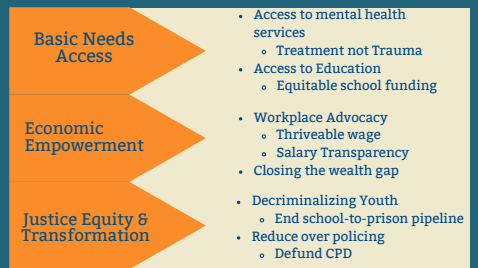 Basic Needs
Access
• Access to mental health
services
◦ Treatment not Trauma
• Access to Education
◦ Equitable school funding
Economic
Empowerment
• Workplace Advocacy
◦ Thriveable wage
◦ Salary Transparency
• Closing the wealth gap
Justice Equity &
Transformation
• Decriminalizing Youth
◦ End school-to-prison pipeline
• Reduce over policing
◦ Defund CPD